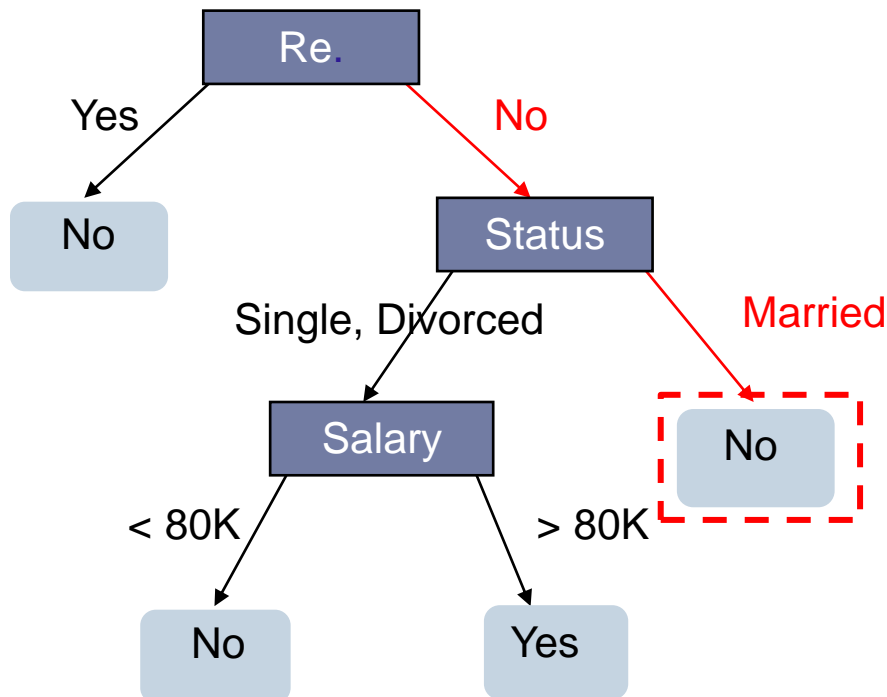 Re.
Yes
No
No
Status
Single, Divorced
Married
Salary
No
< 80K
> 80K
No
Yes